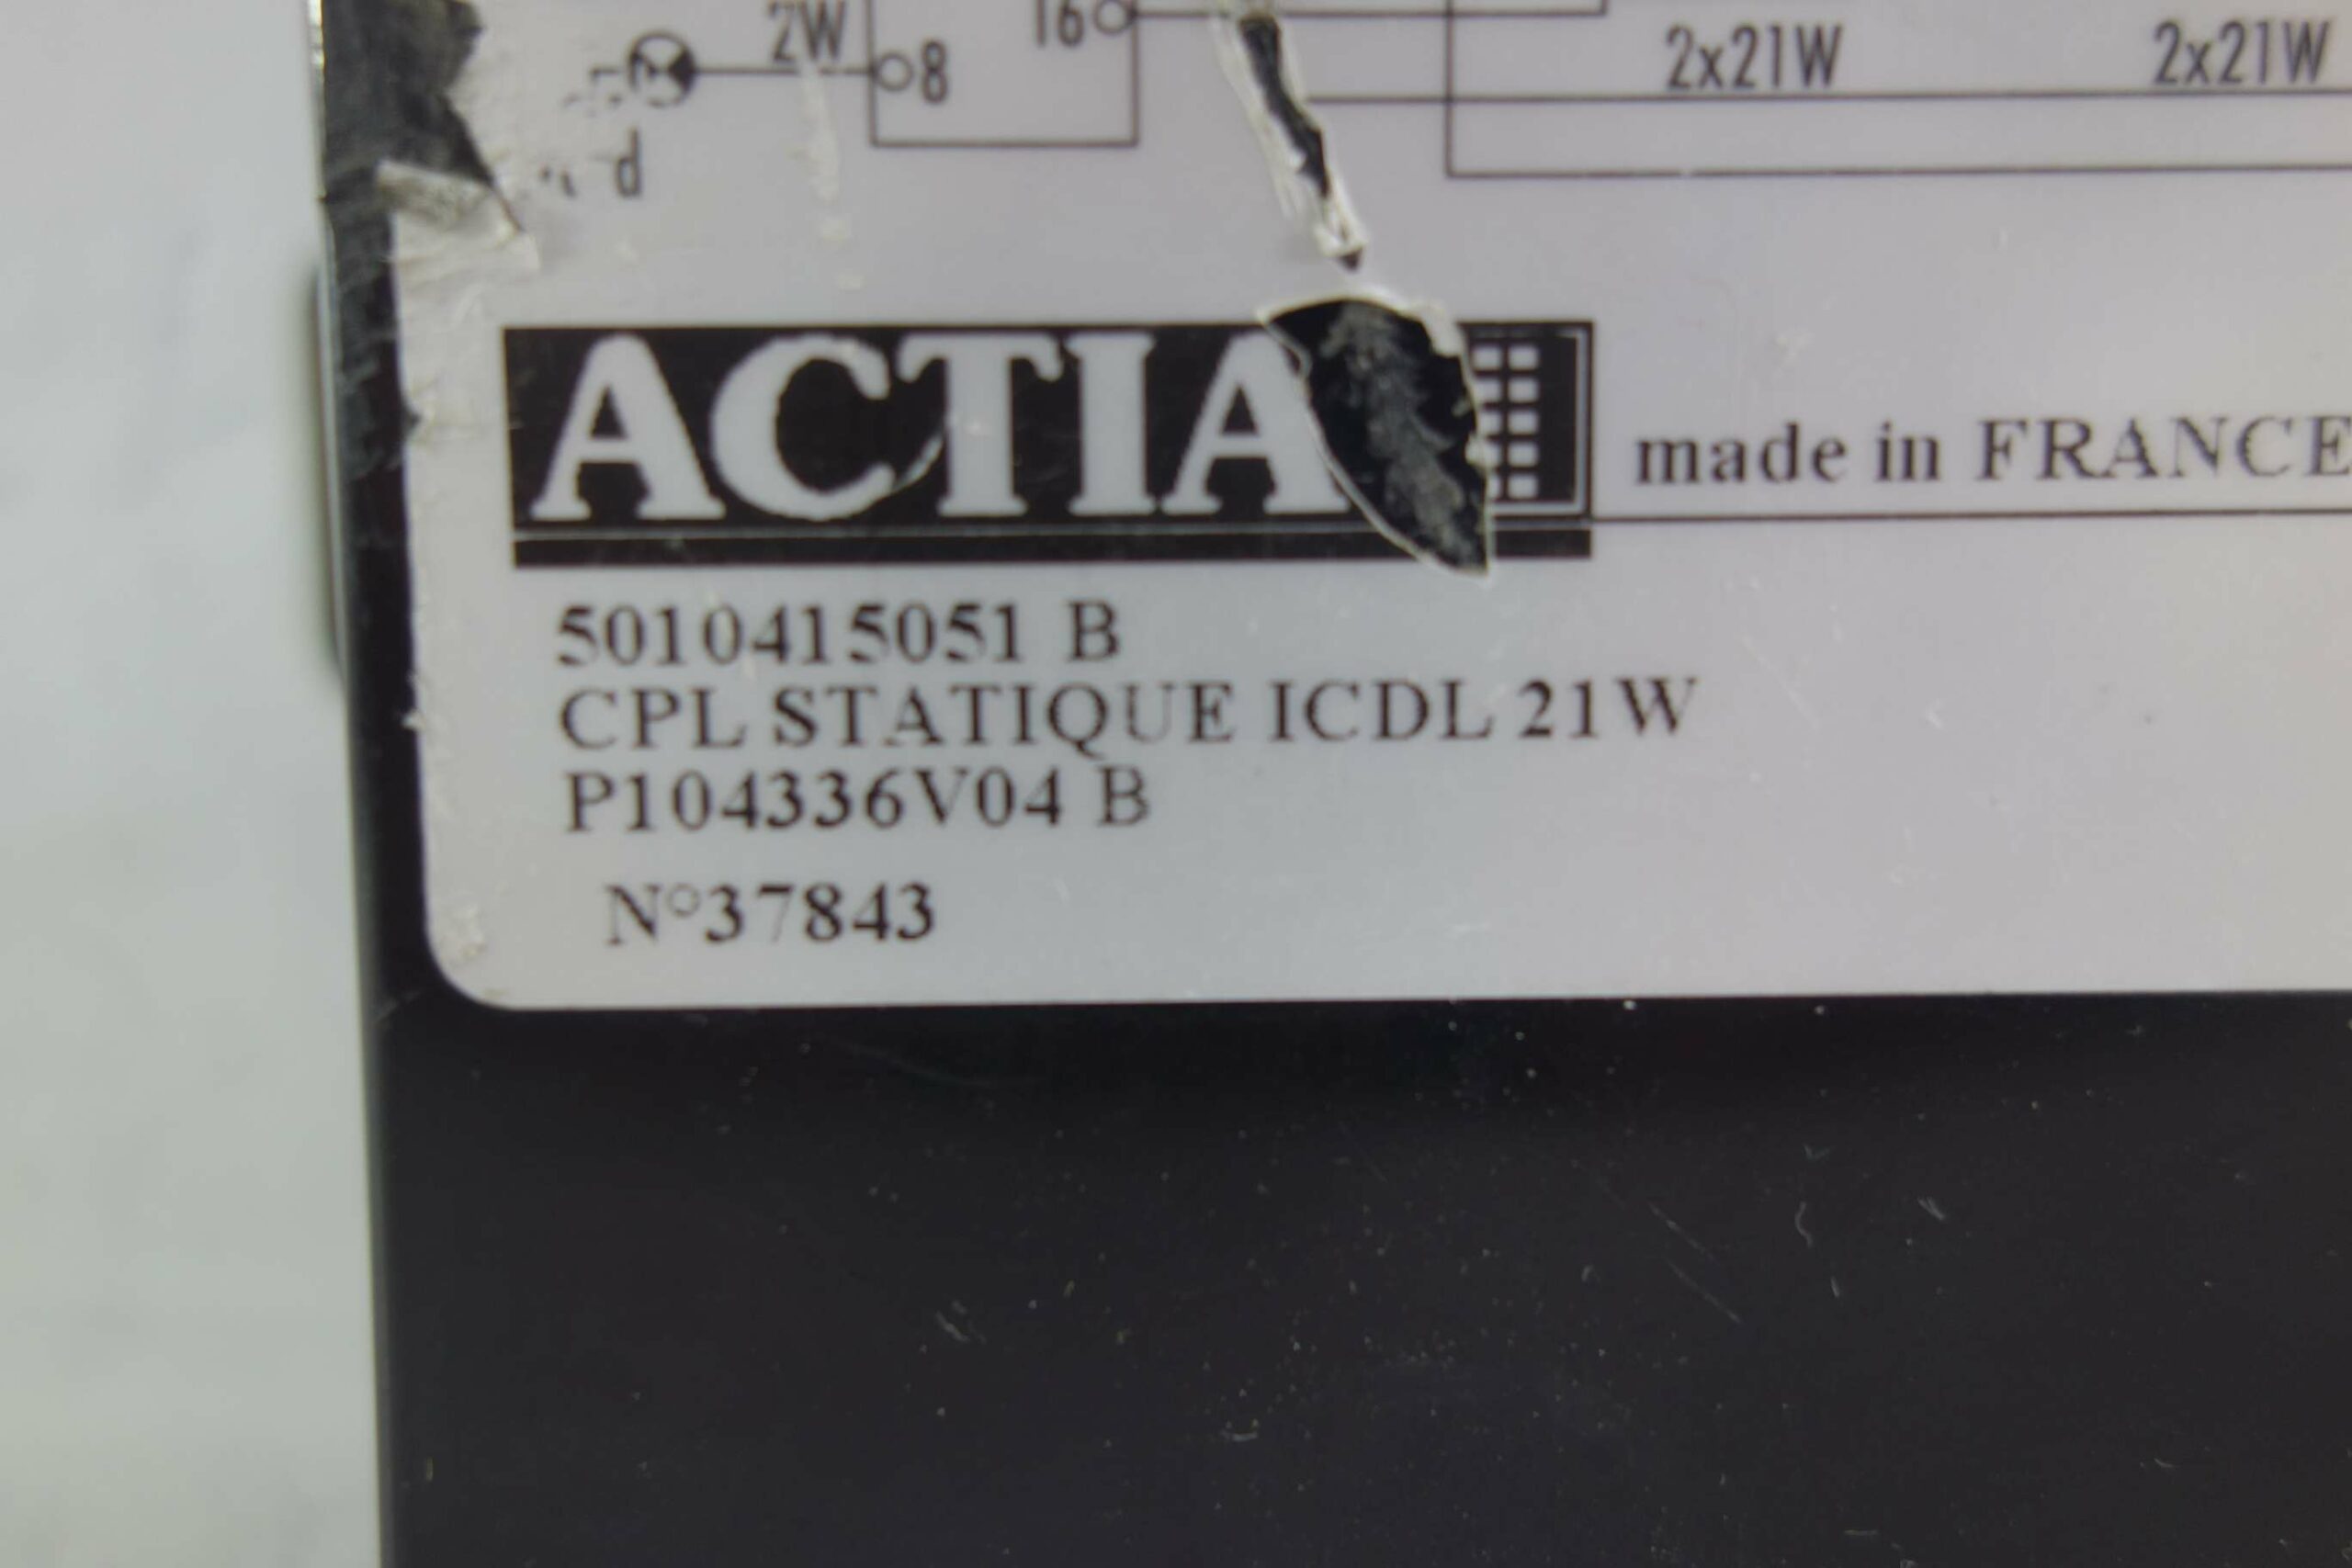 2W 8 16 2x21W 2x21W
d
ACTIA made in FRANCE
5010415051 B
CPL STATIQUE ICDL 21W
P104336V04 B
N°37843